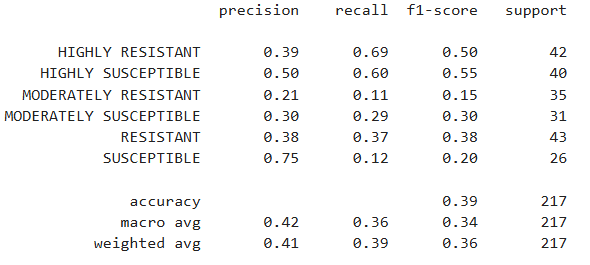 precision recall f1-score support
HIGHLY RESISTANT 0.39 0.69 0.50 42
HIGHLY SUSCEPTIBLE 0.50 0.60 0.55 40
MODERATELY RESISTANT 0.21 0.11 0.15 35
MODERATELY SUSCEPTIBLE 0.30 0.29 0.30 31
RESISTANT 0.38 0.37 0.38 43
SUSCEPTIBLE 0.75 0.12 0.20 26
accuracy 0.39 217
macro avg 0.42 0.36 0.34 217
weighted avg 0.41 0.39 0.36 217